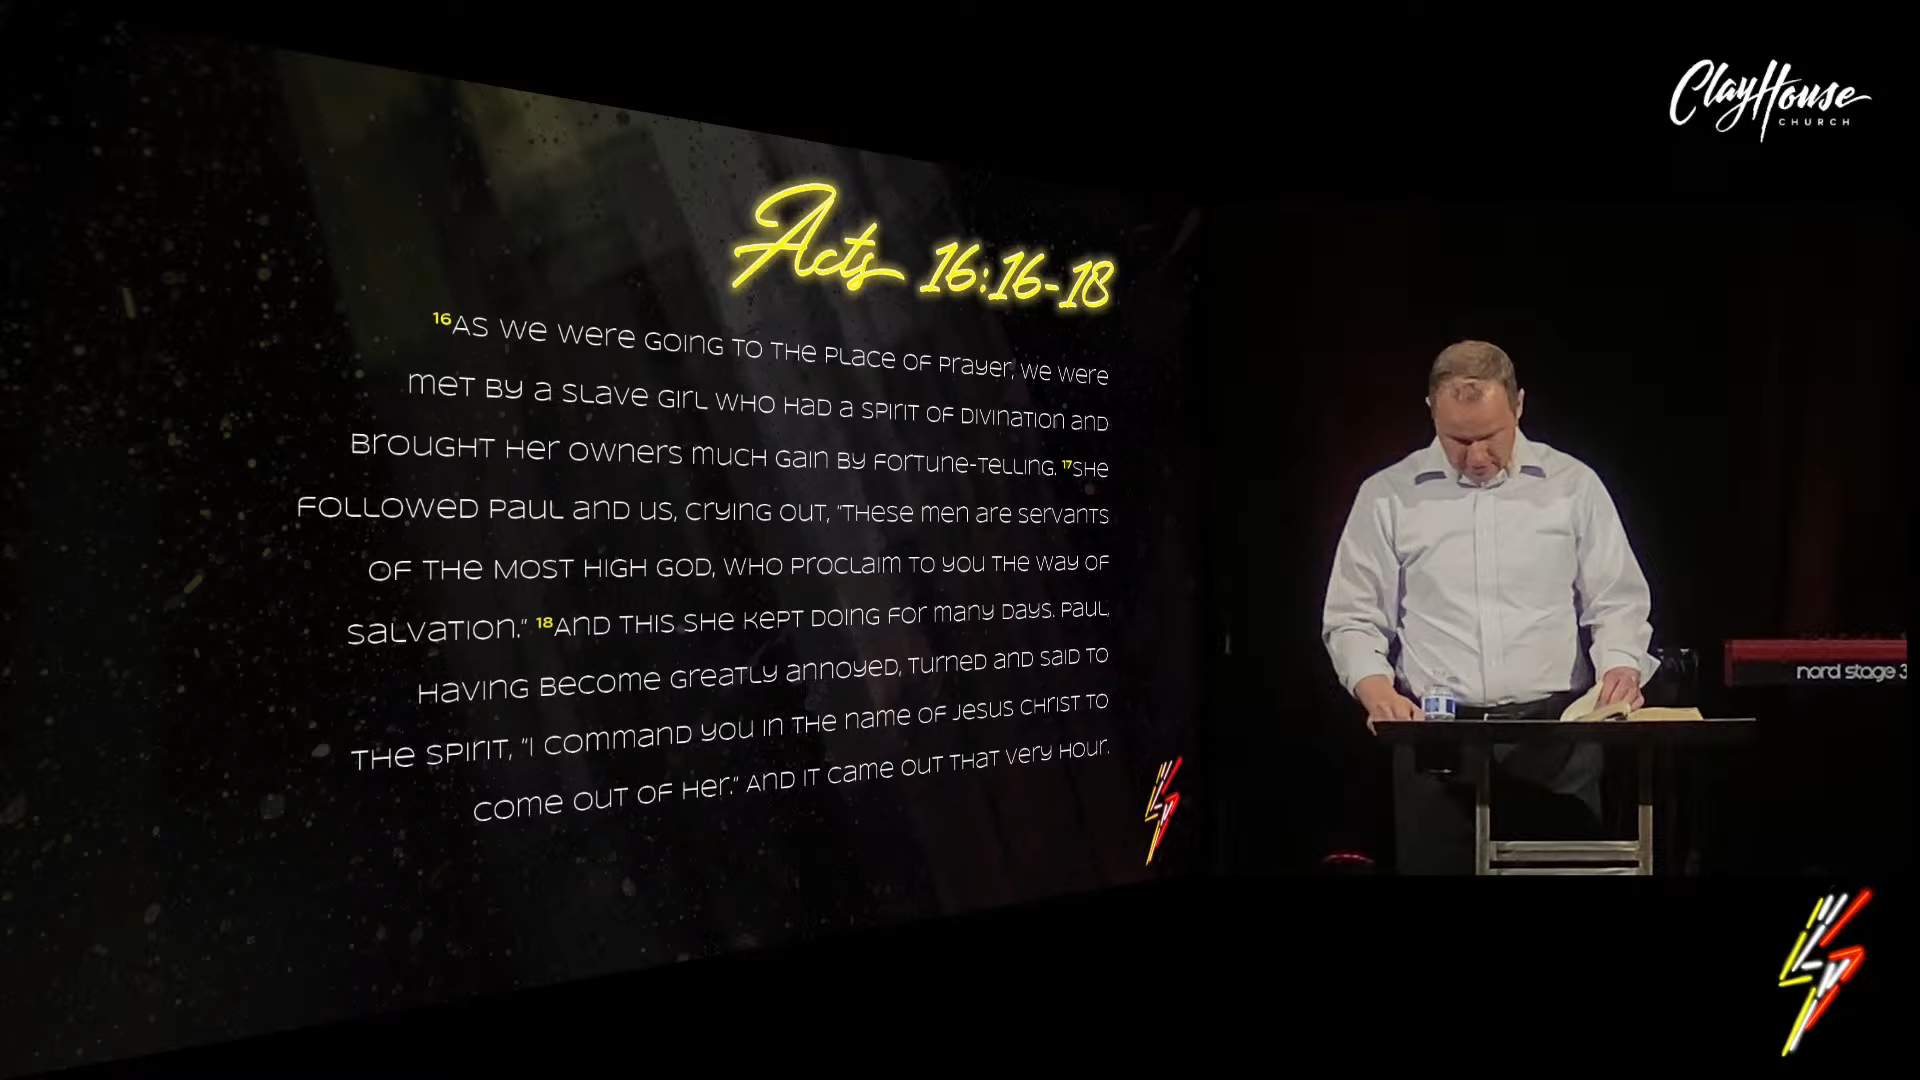 ClayHouse
CHURCH
Acts 16:16-18
16As we were going to the place of prayer, we were
met by a slave girl who had a spirit of divination and
brought her owners much gain by fortune-telling. 17She
followed Paul and us, crying out, "These men are servants
of the Most High God, who proclaim to you the way of
salvation." 18And this she kept doing for many days. Paul,
having become greatly annoyed, turned and said to
the spirit, "I command you in the name of Jesus Christ to
come out of her." And it came out that very hour.
nord stage 3